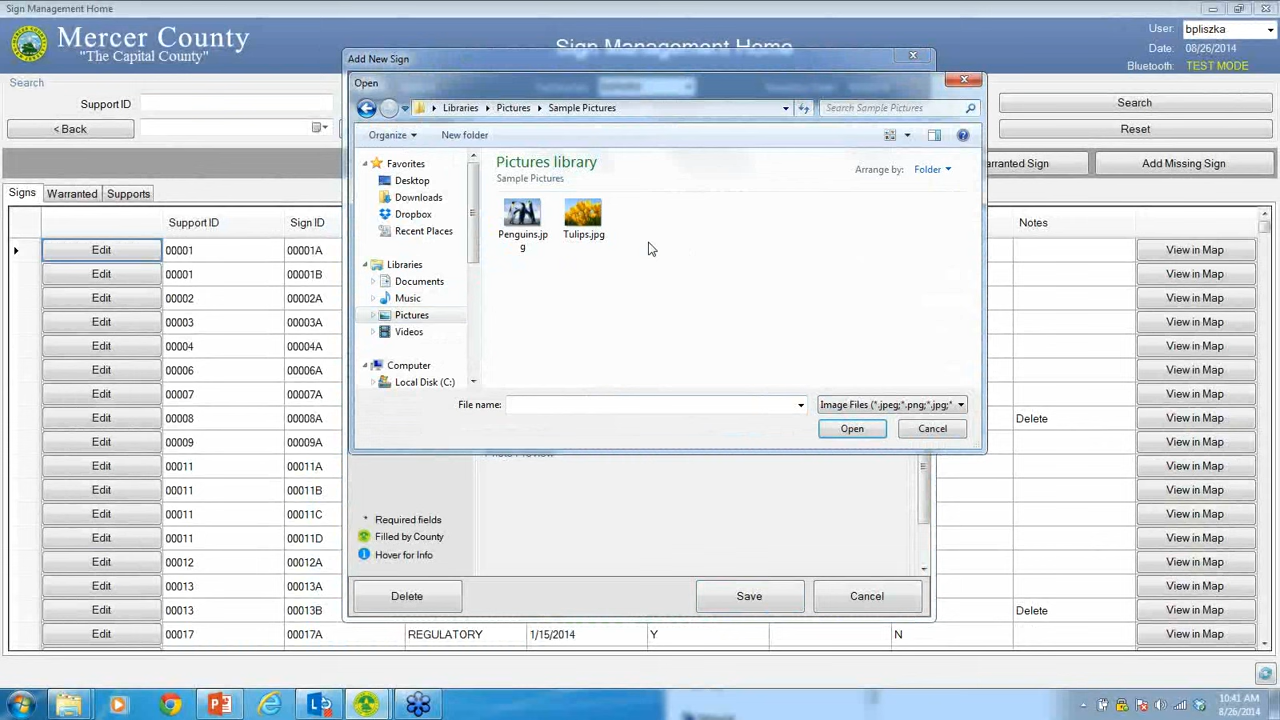 Sign Management Home
Mercer County
"The Capital County"
Sign Management Home
User: bpliszka
Date: 08/26/2014
Bluetooth: TEST MODE
Search
Support ID
< Back
Search
Reset
Warranted Sign
Add Missing Sign
Signs Warranted Supports
Support ID Sign ID Notes
Edit 00001 00001A View in Map
Edit 00001 00001B View in Map
Edit 00002 00002A View in Map
Edit 00003 00003A View in Map
Edit 00004 00004A View in Map
Edit 00006 00006A View in Map
Edit 00007 00007A View in Map
Edit 00008 00008A Delete View in Map
Edit 00009 00009A View in Map
Edit 00011 00011A View in Map
Edit 00011 00011B View in Map
Edit 00011 00011C View in Map
Edit 00011 00011D View in Map
Edit 00012 00012A View in Map
Edit 00013 00013A View in Map
Edit 00013 00013B Delete View in Map
Edit 00017 00017A REGULATORY 1/15/2014 Y N View in Map
Add New Sign
Open
Libraries Pictures Sample Pictures
Search Sample Pictures
Organize New folder
Favorites
Desktop
Downloads
Dropbox
Recent Places
Libraries
Documents
Music
Pictures
Videos
Computer
Local Disk (C:)
Pictures library
Sample Pictures
Arrange by: Folder
Penguins.jp
g
Tulips.jpg
File name:
Image Files (*.jpeg;*.png;*.jpg;*
Open Cancel
Photo Preview
* Required fields
Filled by County
Hover for Info
Delete Save Cancel
10:41 AM
8/26/2014